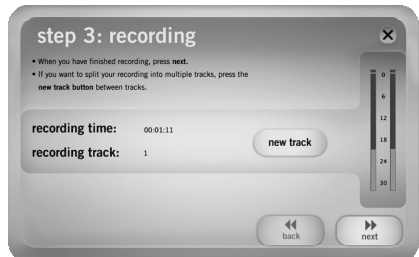 step 3: recording
• When you have finished recording, press next.
• If you want to split your recording into multiple tracks, press the
new track button between tracks.
recording time: 00:01:11
recording track: 1
new track
0
6
12
18
24
30
back
next